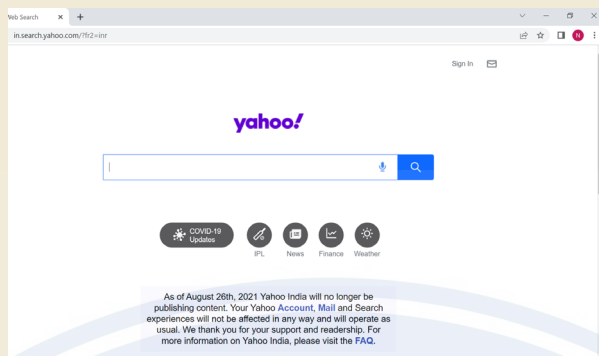 Web Search
in.search.yahoo.com/?fr2=inr
N
Sign In
yahoo!
COVID-19
Updates
IPL
News
Finance
Weather
As of August 26th, 2021 Yahoo India will no longer be
publishing content. Your Yahoo Account, Mail and Search
experiences will not be affected in any way and will operate as
usual. We thank you for your support and readership. For
more information on Yahoo India, please visit the FAQ.